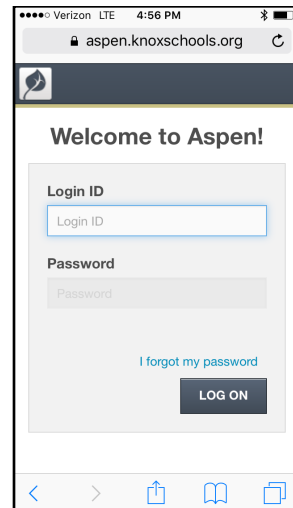 Verizon LTE 4:56 PM
aspen.knoxschools.org
Welcome to Aspen!
Login ID
Login ID
Password
Password
I forgot my password
LOG ON